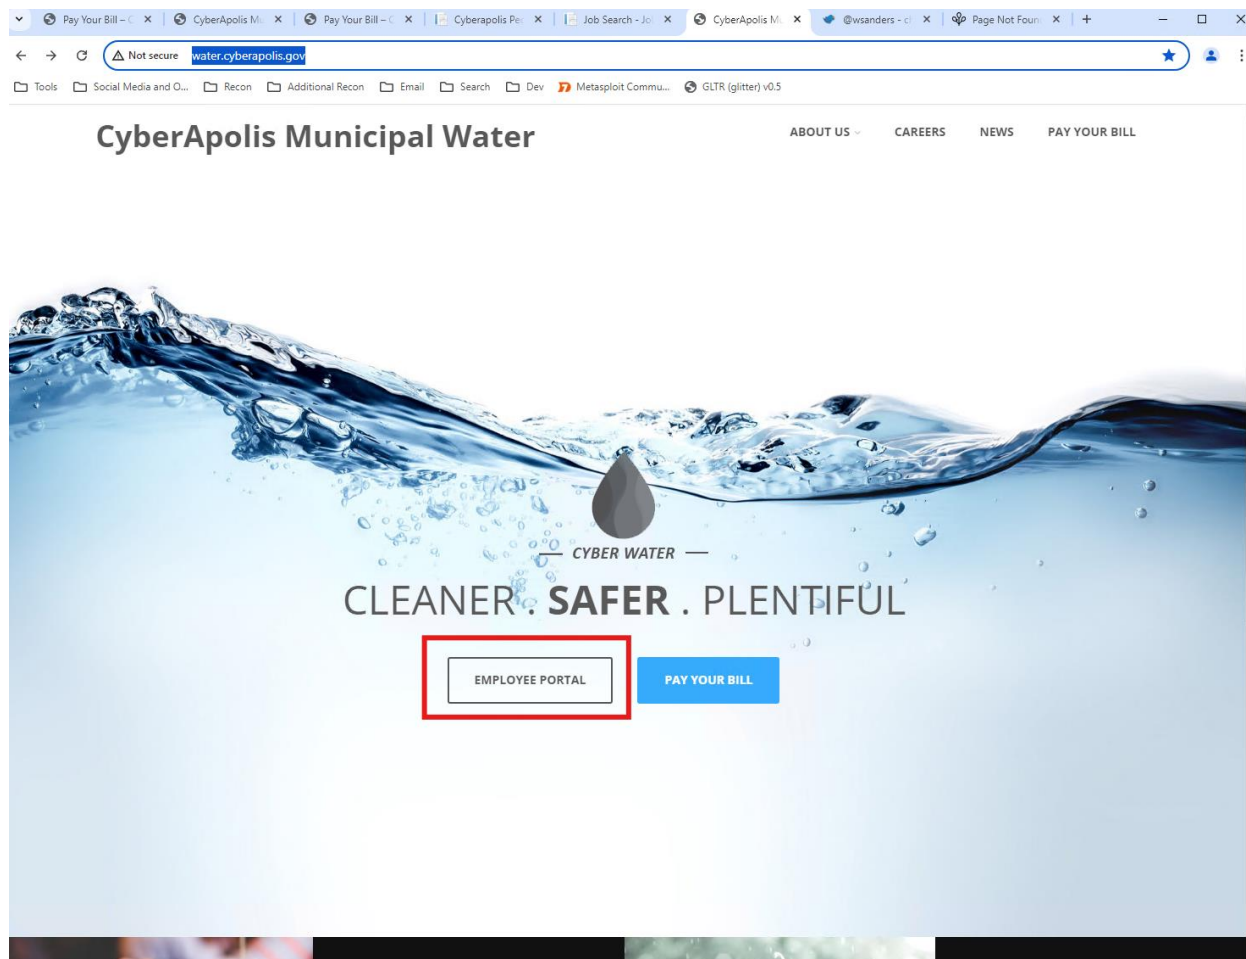 Pay Your Bill – C
CyberApolis Mu
Pay Your Bill – C
Cyberapolis Peo
Job Search - Jo
CyberApolis Mu
@wsanders - c
Page Not Foun
Not secure water.cyberapolis.gov
Tools Social Media and O... Recon Additional Recon Email Search Dev Metasploit Commu... GLTR (glitter) v0.5
CyberApolis Municipal Water
ABOUT US CAREERS NEWS PAY YOUR BILL
CYBER WATER
CLEANER . SAFER . PLENTIFUL
EMPLOYEE PORTAL PAY YOUR BILL